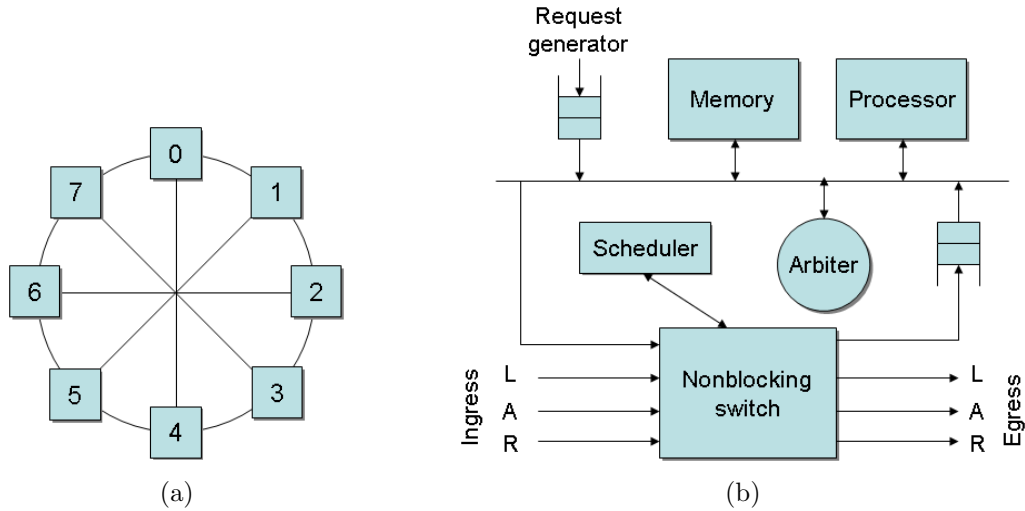 0
7
1
6
2
5
3
4
(a)
Request
generator
Memory
Processor
Scheduler
Arbiter
Ingress
L
A
R
Nonblocking
switch
L
A
R
Egress
(b)